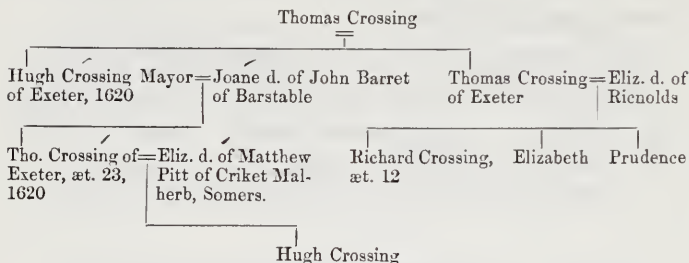 Thomas Crossing
=
Hugh Crossing Mayor=Joane d. of John Barret Thomas Crossing=Eliz. d. of
of Exeter, 1620 of Barstable of Exeter Ricnolds
Tho. Crossing of=Eliz. d. of Matthew Richard Crossing, Elizabeth Prudence
Exeter, æt. 23, Pitt of Criket Mal- æt. 12
1620 herb, Somers.
Hugh Crossing